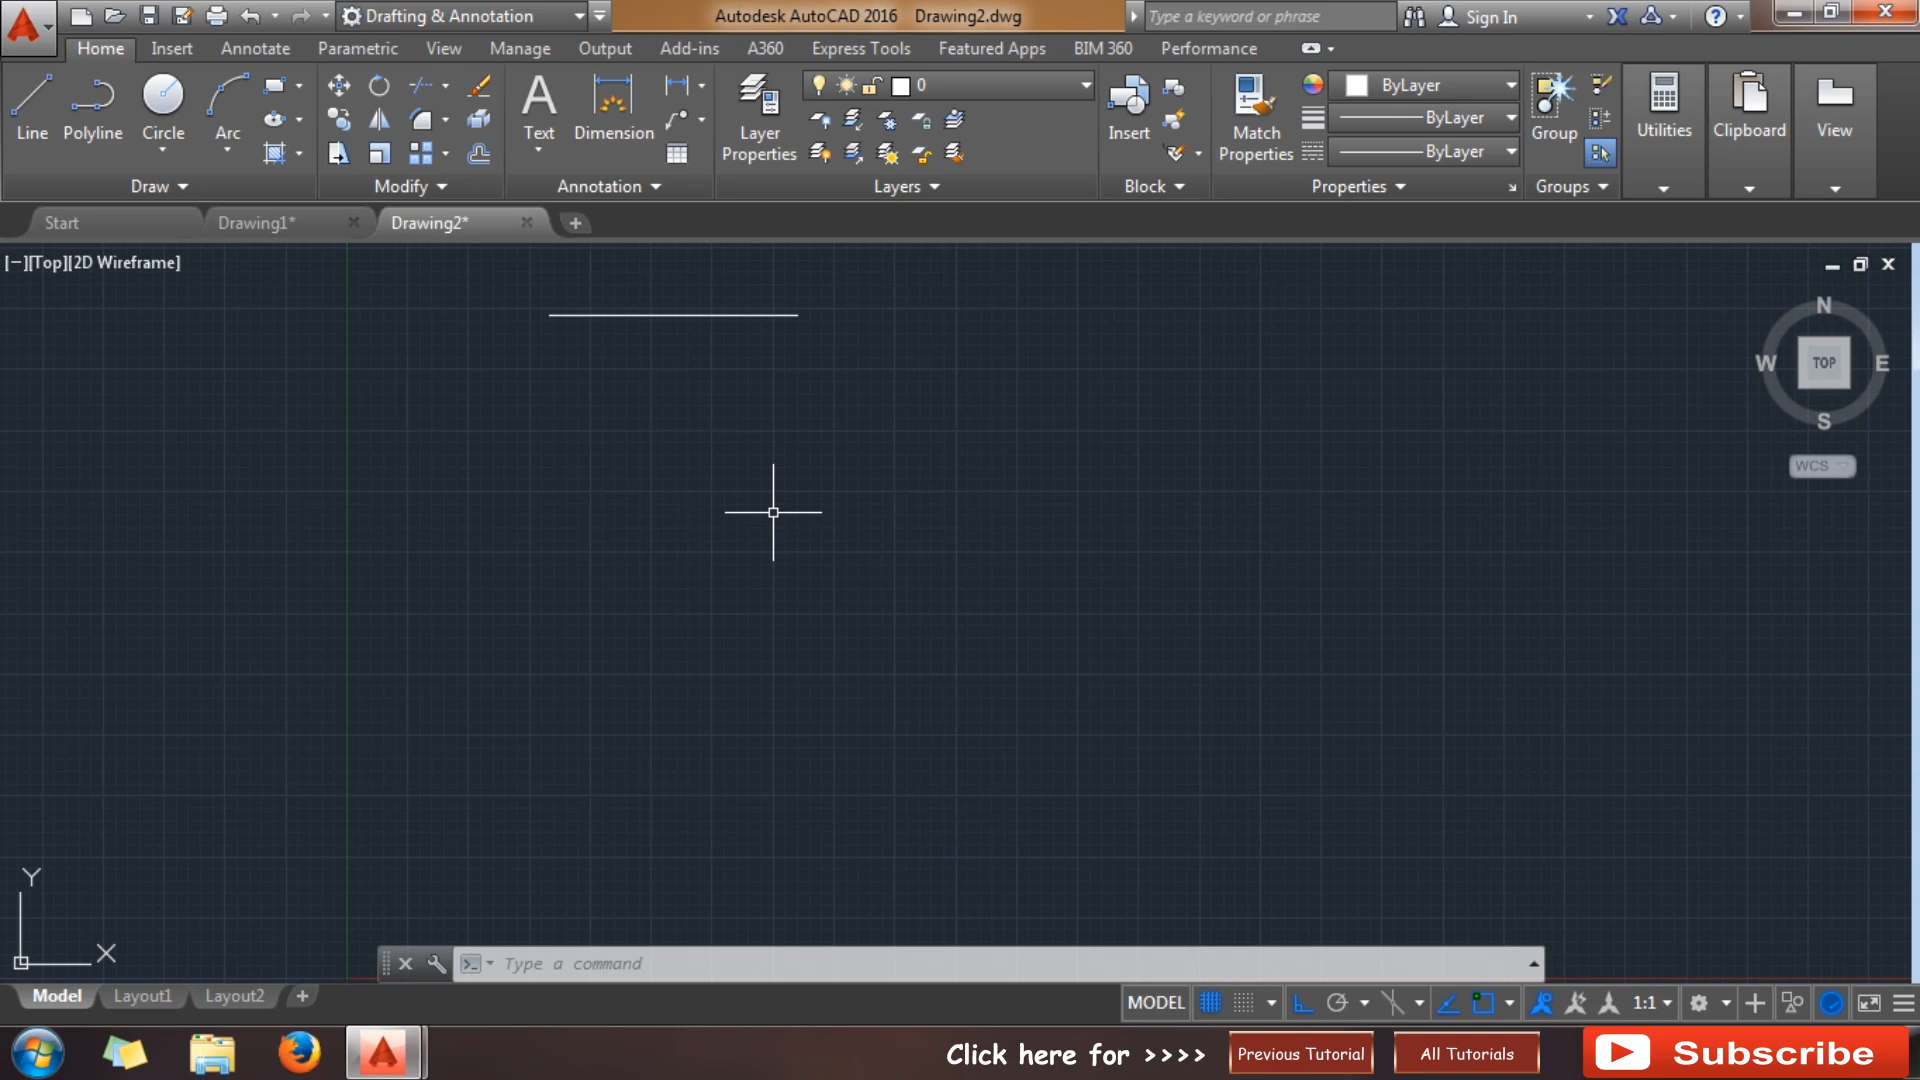 Drafting & Annotation
Autodesk AutoCAD 2016 Drawing2.dwg
Type a keyword or phrase
Sign In
Home Insert Annotate Parametric View Manage Output Add-ins A360 Express Tools Featured Apps BIM 360 Performance
0
ByLayer
ByLayer
ByLayer
Line Polyline Circle Arc
A
Text Dimension
Layer Properties
Insert
Match Properties
Group
Utilities
Clipboard
View
Draw Modify Annotation Layers Block Properties Groups
Start Drawing1* Drawing2*
[−][Top][2D Wireframe]
N
W TOP E
S
WCS
Y
X
Type a command
Model Layout1 Layout2
MODEL
1:1
Click here for >>>>
Previous Tutorial
All Tutorials
Subscribe